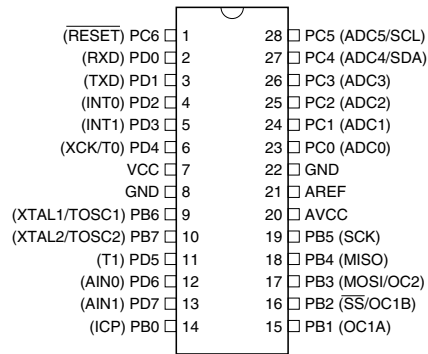 (RESET) PC6 1 28 PC5 (ADC5/SCL)
(RXD) PD0 2 27 PC4 (ADC4/SDA)
(TXD) PD1 3 26 PC3 (ADC3)
(INT0) PD2 4 25 PC2 (ADC2)
(INT1) PD3 5 24 PC1 (ADC1)
(XCK/T0) PD4 6 23 PC0 (ADC0)
VCC 7 22 GND
GND 8 21 AREF
(XTAL1/TOSC1) PB6 9 20 AVCC
(XTAL2/TOSC2) PB7 10 19 PB5 (SCK)
(T1) PD5 11 18 PB4 (MISO)
(AIN0) PD6 12 17 PB3 (MOSI/OC2)
(AIN1) PD7 13 16 PB2 (SS/OC1B)
(ICP) PB0 14 15 PB1 (OC1A)